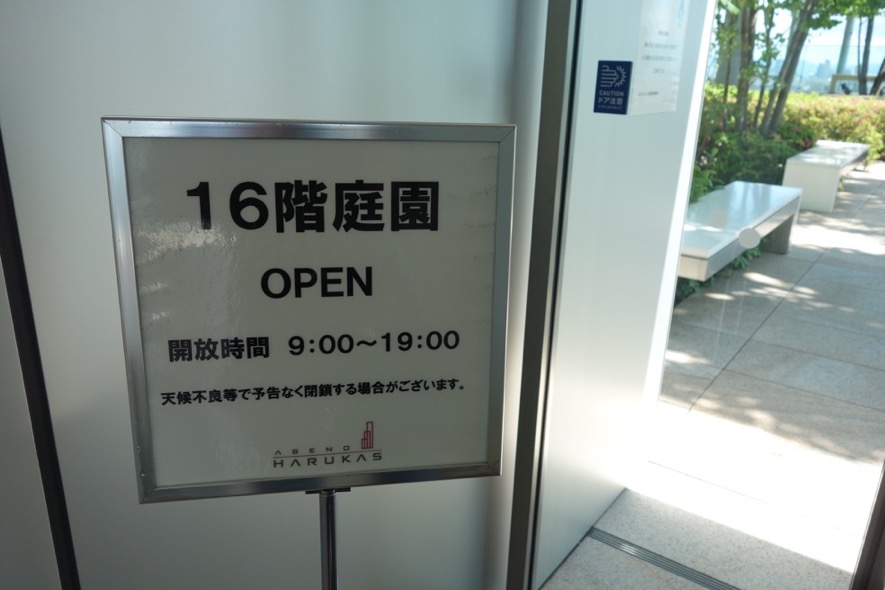 16階庭園
OPEN
開放時間 9:00～19:00
天候不良等で予告なく閉鎖する場合がございます。
ABENO
HARUKAS
CAUTION
ドア注意